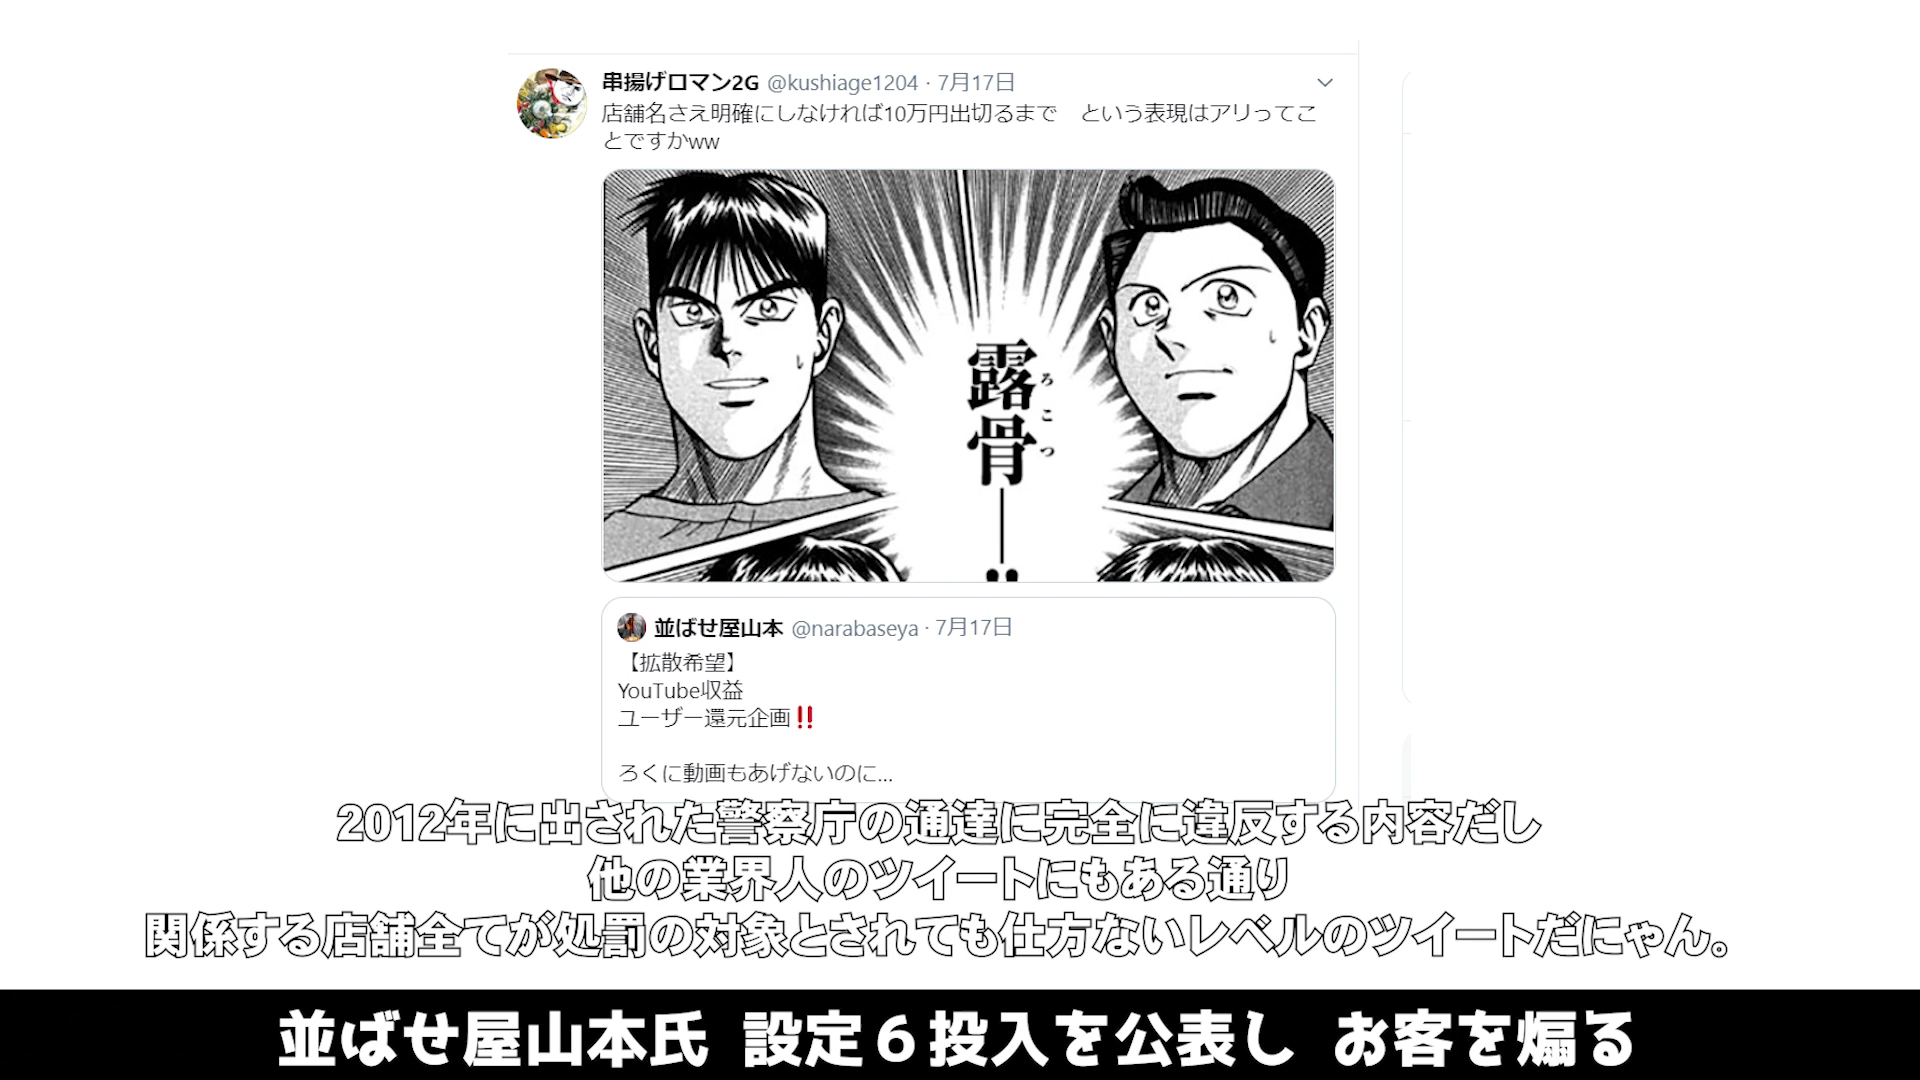 串揚げロマン2G @kushiage1204 · 7月17日
店舗名さえ明確にしなければ10万円出切るまで　という表現はアリってこ
とですかww
露骨──!!
ろこつ
並ばせ屋山本 @narabaseya · 7月17日
【拡散希望】
YouTube収益
ユーザー還元企画‼
ろくに動画もあげないのに...
2012年に出された警察庁の通達に完全に違反する内容だし
他の業界人のツイートにもある通り
関係する店舗全てが処罰の対象とされても仕方ないレベルのツイートだにゃん。
並ばせ屋山本氏 設定６投入を公表し お客を煽る